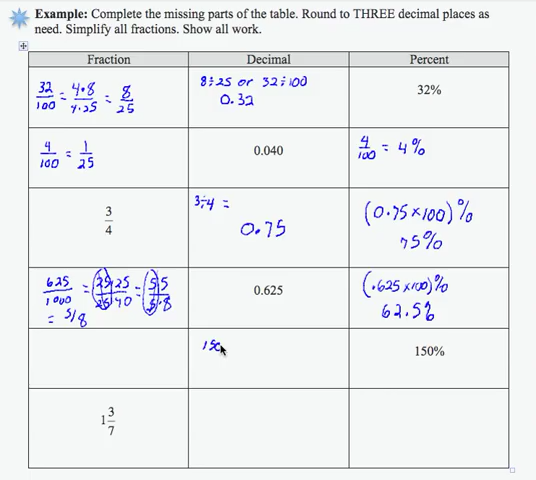 Example: Complete the missing parts of the table. Round to THREE decimal places as
need. Simplify all fractions. Show all work.
Fraction Decimal Percent
32/100 = 4·8/4·25 = 8/25
8÷25 or 32÷100
0.32
32%
4/100 = 1/25
0.040
4/100 = 4%
3/4
3÷4 =
0.75
(0.75×100)%
75%
625/1000 = 25·25/25·40 = 5·5/5·8
= 5/8
0.625
(.625×100)%
62.5%
150%
1 3/7